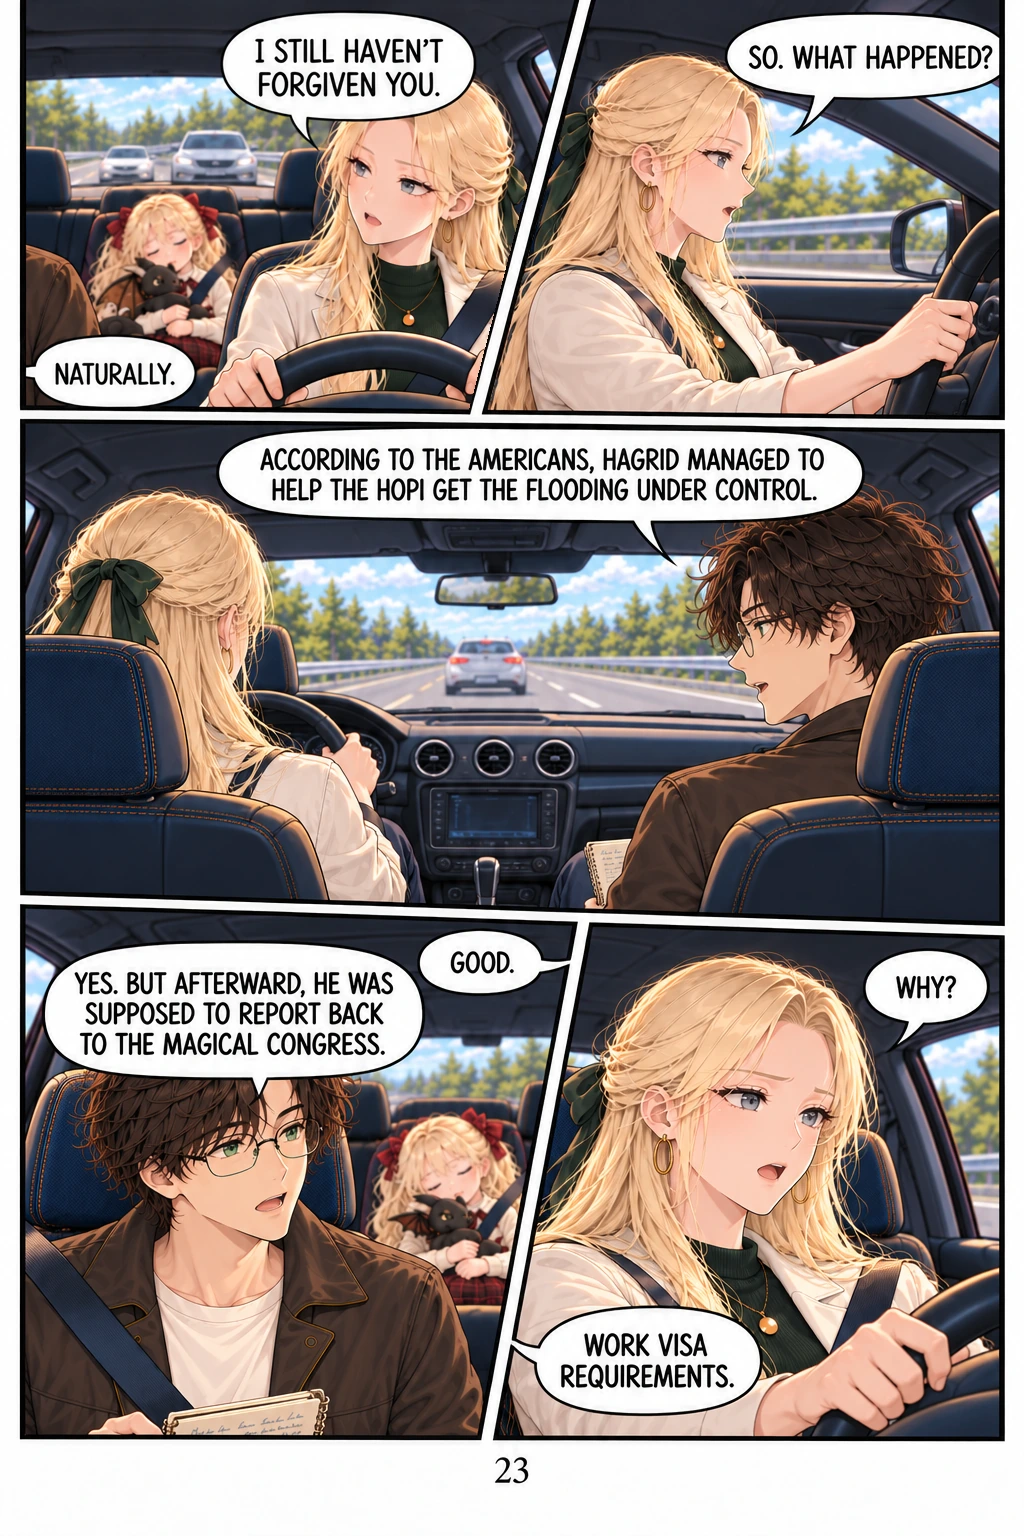 I STILL HAVEN'T
FORGIVEN YOU.
NATURALLY.
SO. WHAT HAPPENED?
ACCORDING TO THE AMERICANS, HAGRID MANAGED TO
HELP THE HOPI GET THE FLOODING UNDER CONTROL.
GOOD.
YES. BUT AFTERWARD, HE WAS
SUPPOSED TO REPORT BACK
TO THE MAGICAL CONGRESS.
WHY?
WORK VISA
REQUIREMENTS.
23